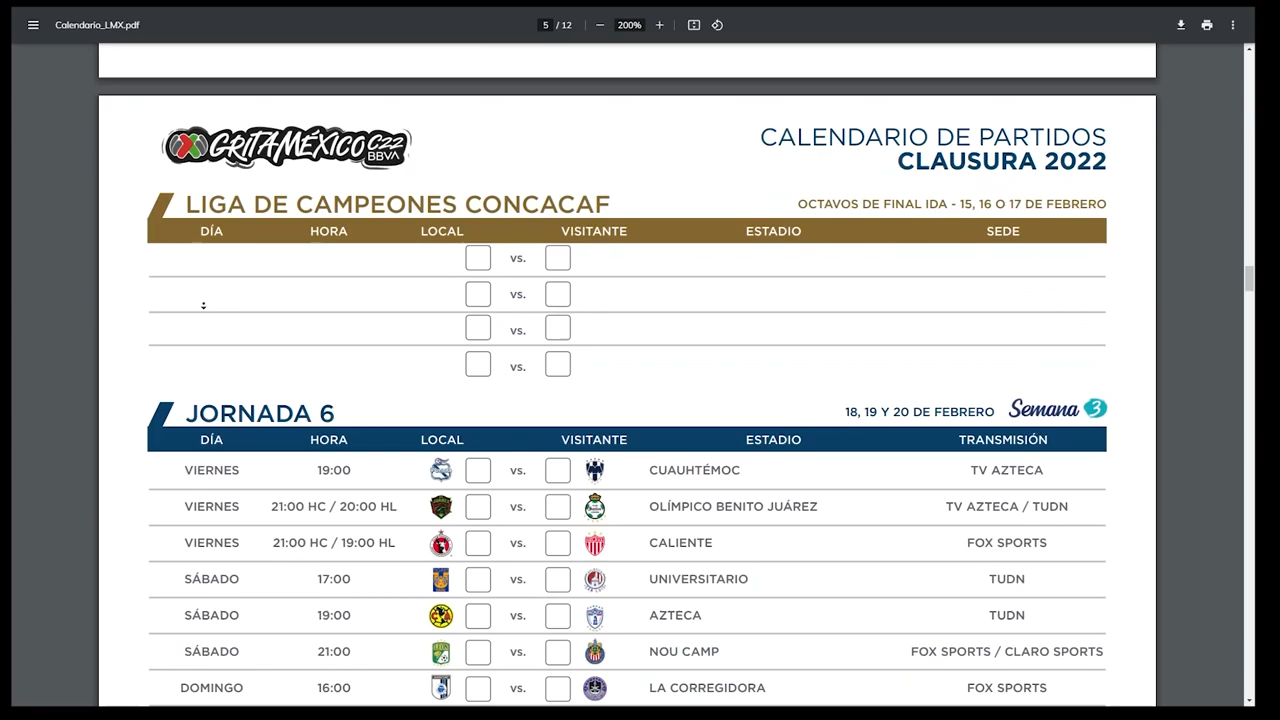 Calendario_LMX.pdf
5 / 12
200%
GRITAMÉXICO C22
BBVA
CALENDARIO DE PARTIDOS
CLAUSURA 2022
LIGA DE CAMPEONES CONCACAF
OCTAVOS DE FINAL IDA - 15, 16 O 17 DE FEBRERO
DÍA HORA LOCAL VISITANTE ESTADIO SEDE
vs.
vs.
vs.
vs.
JORNADA 6
18, 19 Y 20 DE FEBRERO Semana 3
DÍA HORA LOCAL VISITANTE ESTADIO TRANSMISIÓN
VIERNES 19:00 vs. CUAUHTÉMOC TV AZTECA
VIERNES 21:00 HC / 20:00 HL vs. OLÍMPICO BENITO JUÁREZ TV AZTECA / TUDN
VIERNES 21:00 HC / 19:00 HL vs. CALIENTE FOX SPORTS
SÁBADO 17:00 vs. UNIVERSITARIO TUDN
SÁBADO 19:00 vs. AZTECA TUDN
SÁBADO 21:00 vs. NOU CAMP FOX SPORTS / CLARO SPORTS
DOMINGO 16:00 vs. LA CORREGIDORA FOX SPORTS